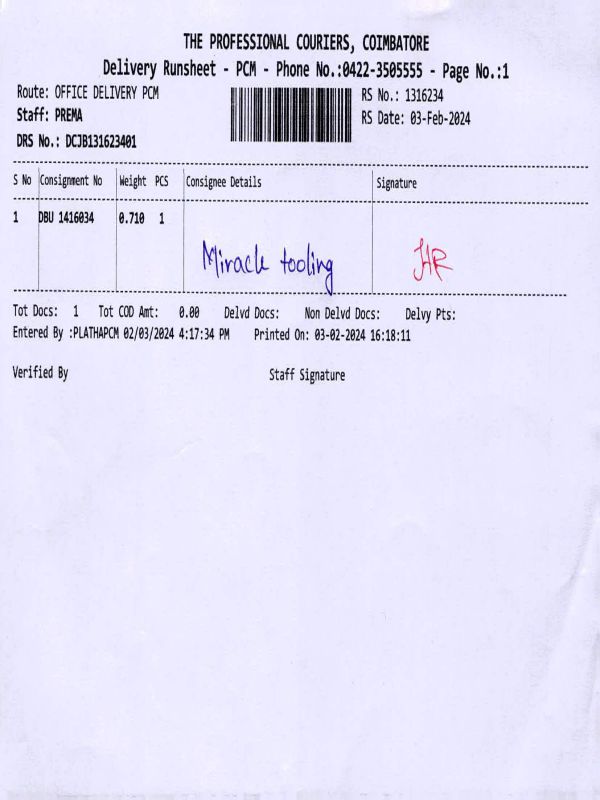 THE PROFESSIONAL COURIERS, COIMBATORE
Delivery Runsheet - PCM - Phone No.:0422-3505555 - Page No.:1
Route: OFFICE DELIVERY PCM
RS No.: 1316234
Staff: PREMA
RS Date: 03-Feb-2024
DRS No.: DCJB131623401
S No Consignment No Weight PCS Consignee Details Signature
1 DBU 1416034 0.710 1
Mirack tooling HR
Tot Docs: 1 Tot COD Amt: 0.00 Delvd Docs: Non Delvd Docs: Delvy Pts:
Entered By :PLATHAPCM 02/03/2024 4:17:34 PM Printed On: 03-02-2024 16:18:11
Verified By Staff Signature